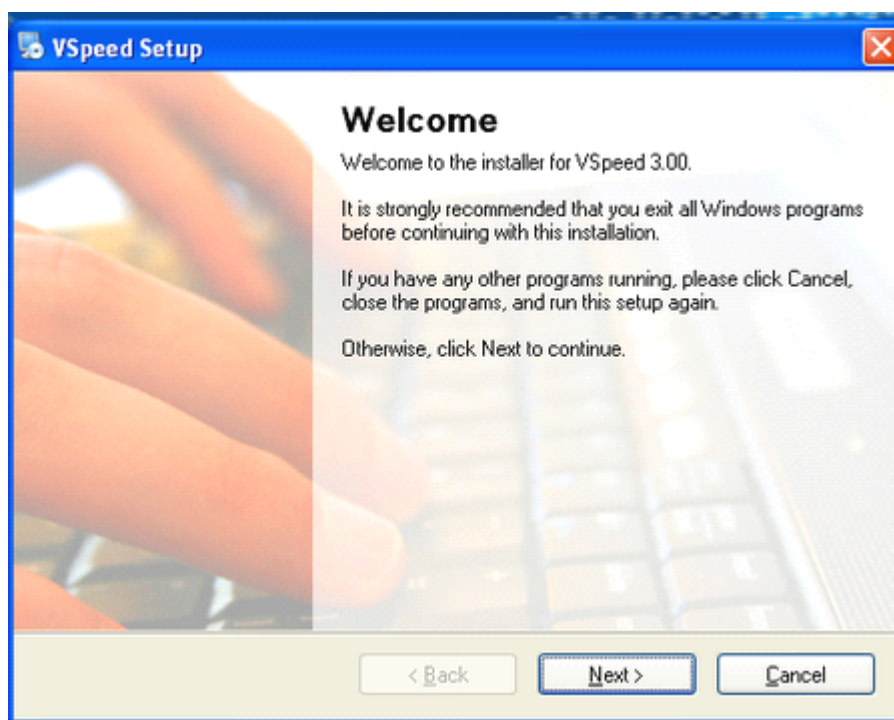 VSpeed Setup
Welcome
Welcome to the installer for VSpeed 3.00.
It is strongly recommended that you exit all Windows programs
before continuing with this installation.
If you have any other programs running, please click Cancel,
close the programs, and run this setup again.
Otherwise, click Next to continue.
< Back
Next >
Cancel